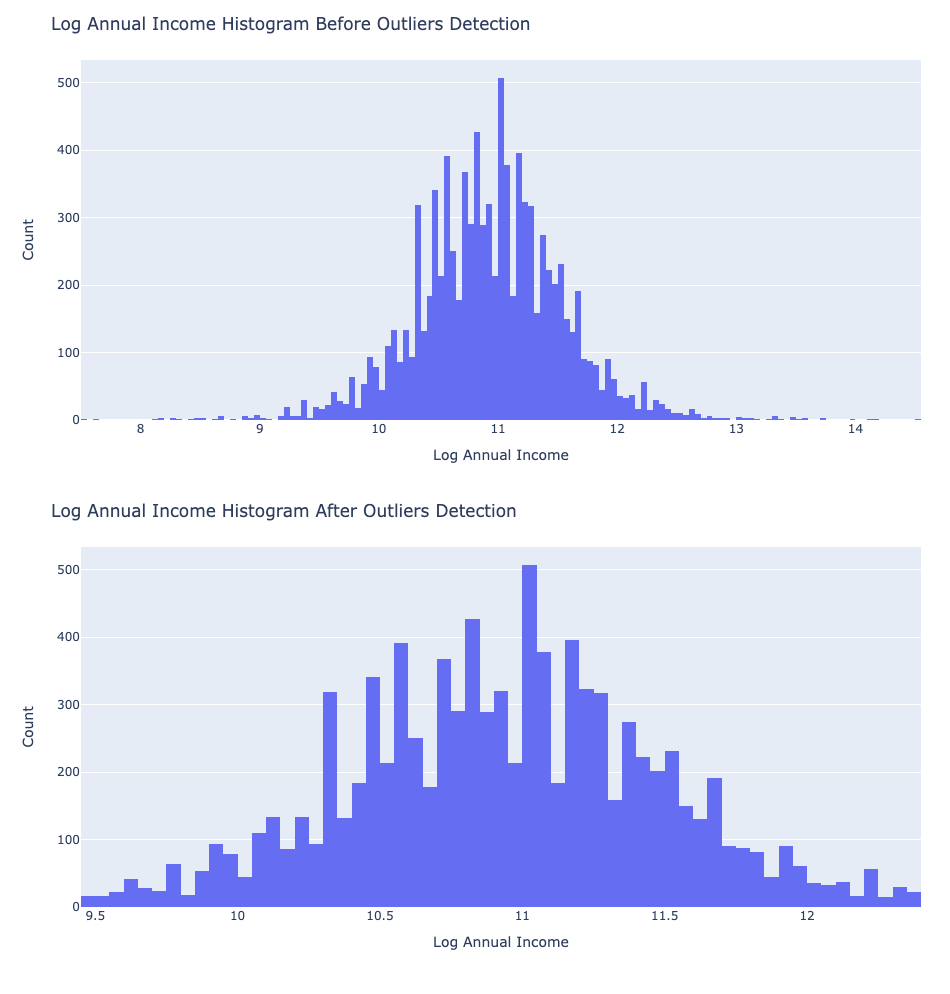 Log Annual Income Histogram Before Outliers Detection
500
400
300
200
100
0
Count
8 9 10 11 12 13 14
Log Annual Income
Log Annual Income Histogram After Outliers Detection
500
400
300
200
100
0
Count
9.5 10 10.5 11 11.5 12
Log Annual Income